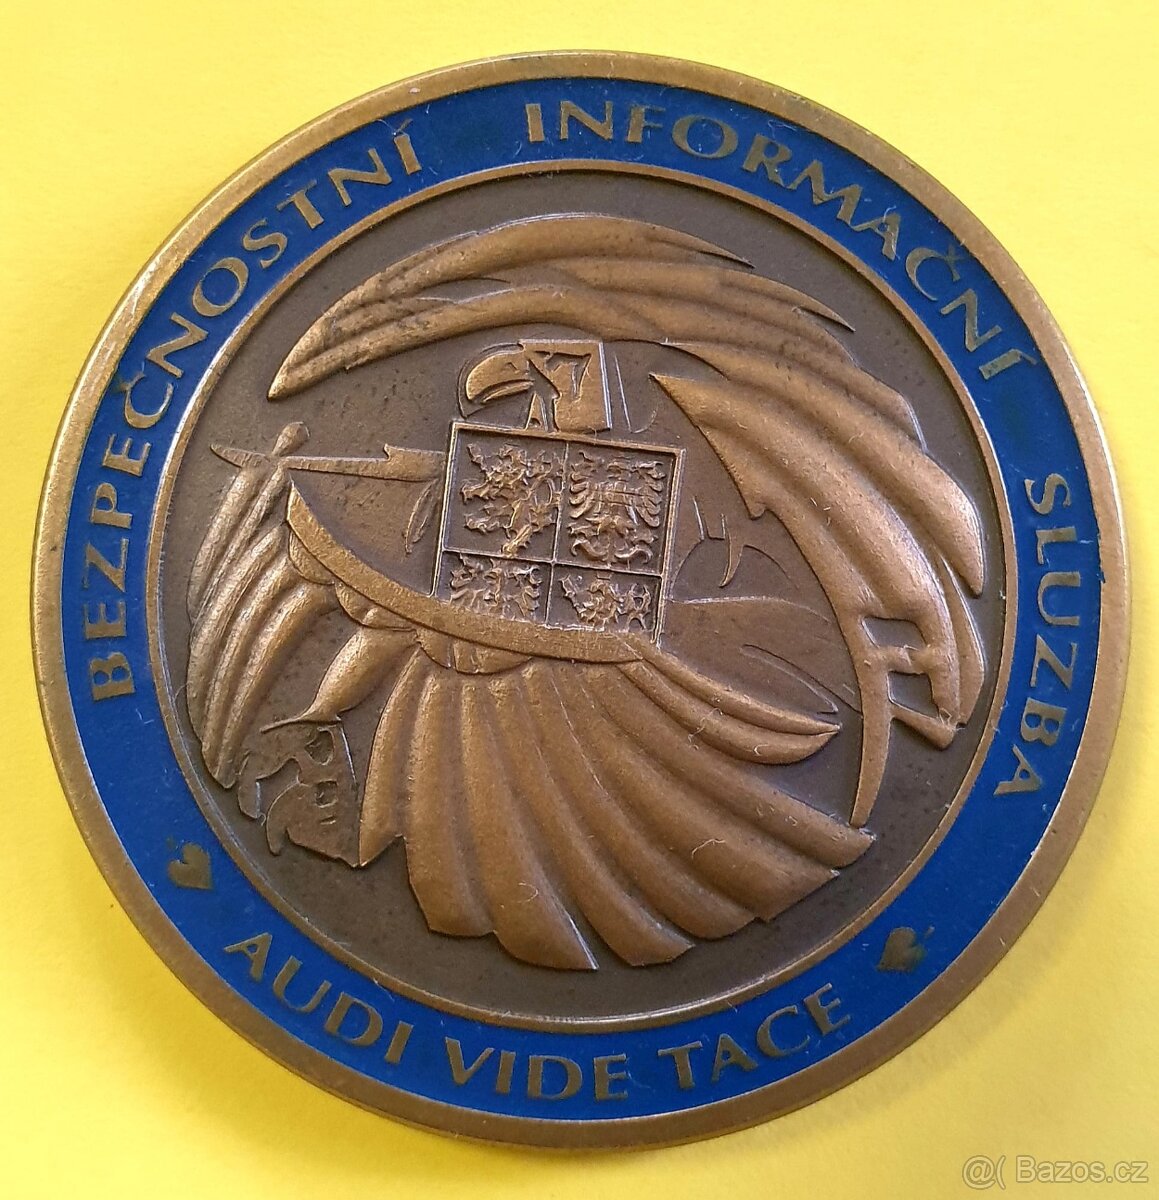 BEZPEČNOSTNÍ INFORMAČNÍ SLUZBA
AUDI VIDE TACE
@( Bazos.cz